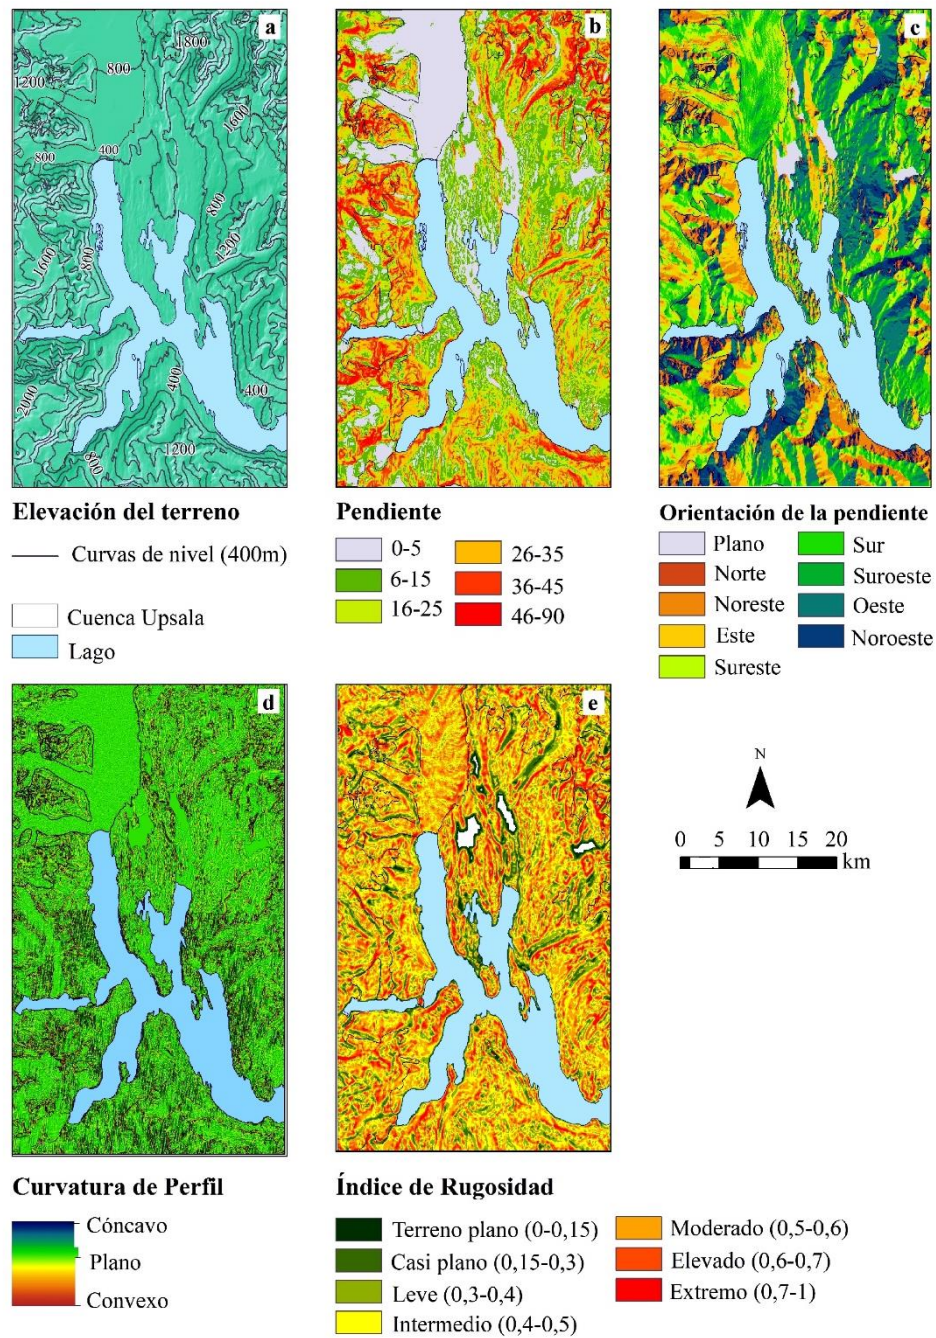 a
1800
800
1200
1600
800
400
800
1200
1600
800
400
400
2000
1200
800
b
c
Elevación del terreno
Curvas de nivel (400m)
Cuenca Upsala
Lago
Pendiente
0-5
6-15
16-25
26-35
36-45
46-90
Orientación de la pendiente
Plano
Norte
Noreste
Este
Sureste
Sur
Suroeste
Oeste
Noroeste
d
e
N
0 5 10 15 20
km
Curvatura de Perfil
Cóncavo
Plano
Convexo
Índice de Rugosidad
Terreno plano (0-0,15)
Casi plano (0,15-0,3)
Leve (0,3-0,4)
Intermedio (0,4-0,5)
Moderado (0,5-0,6)
Elevado (0,6-0,7)
Extremo (0,7-1)